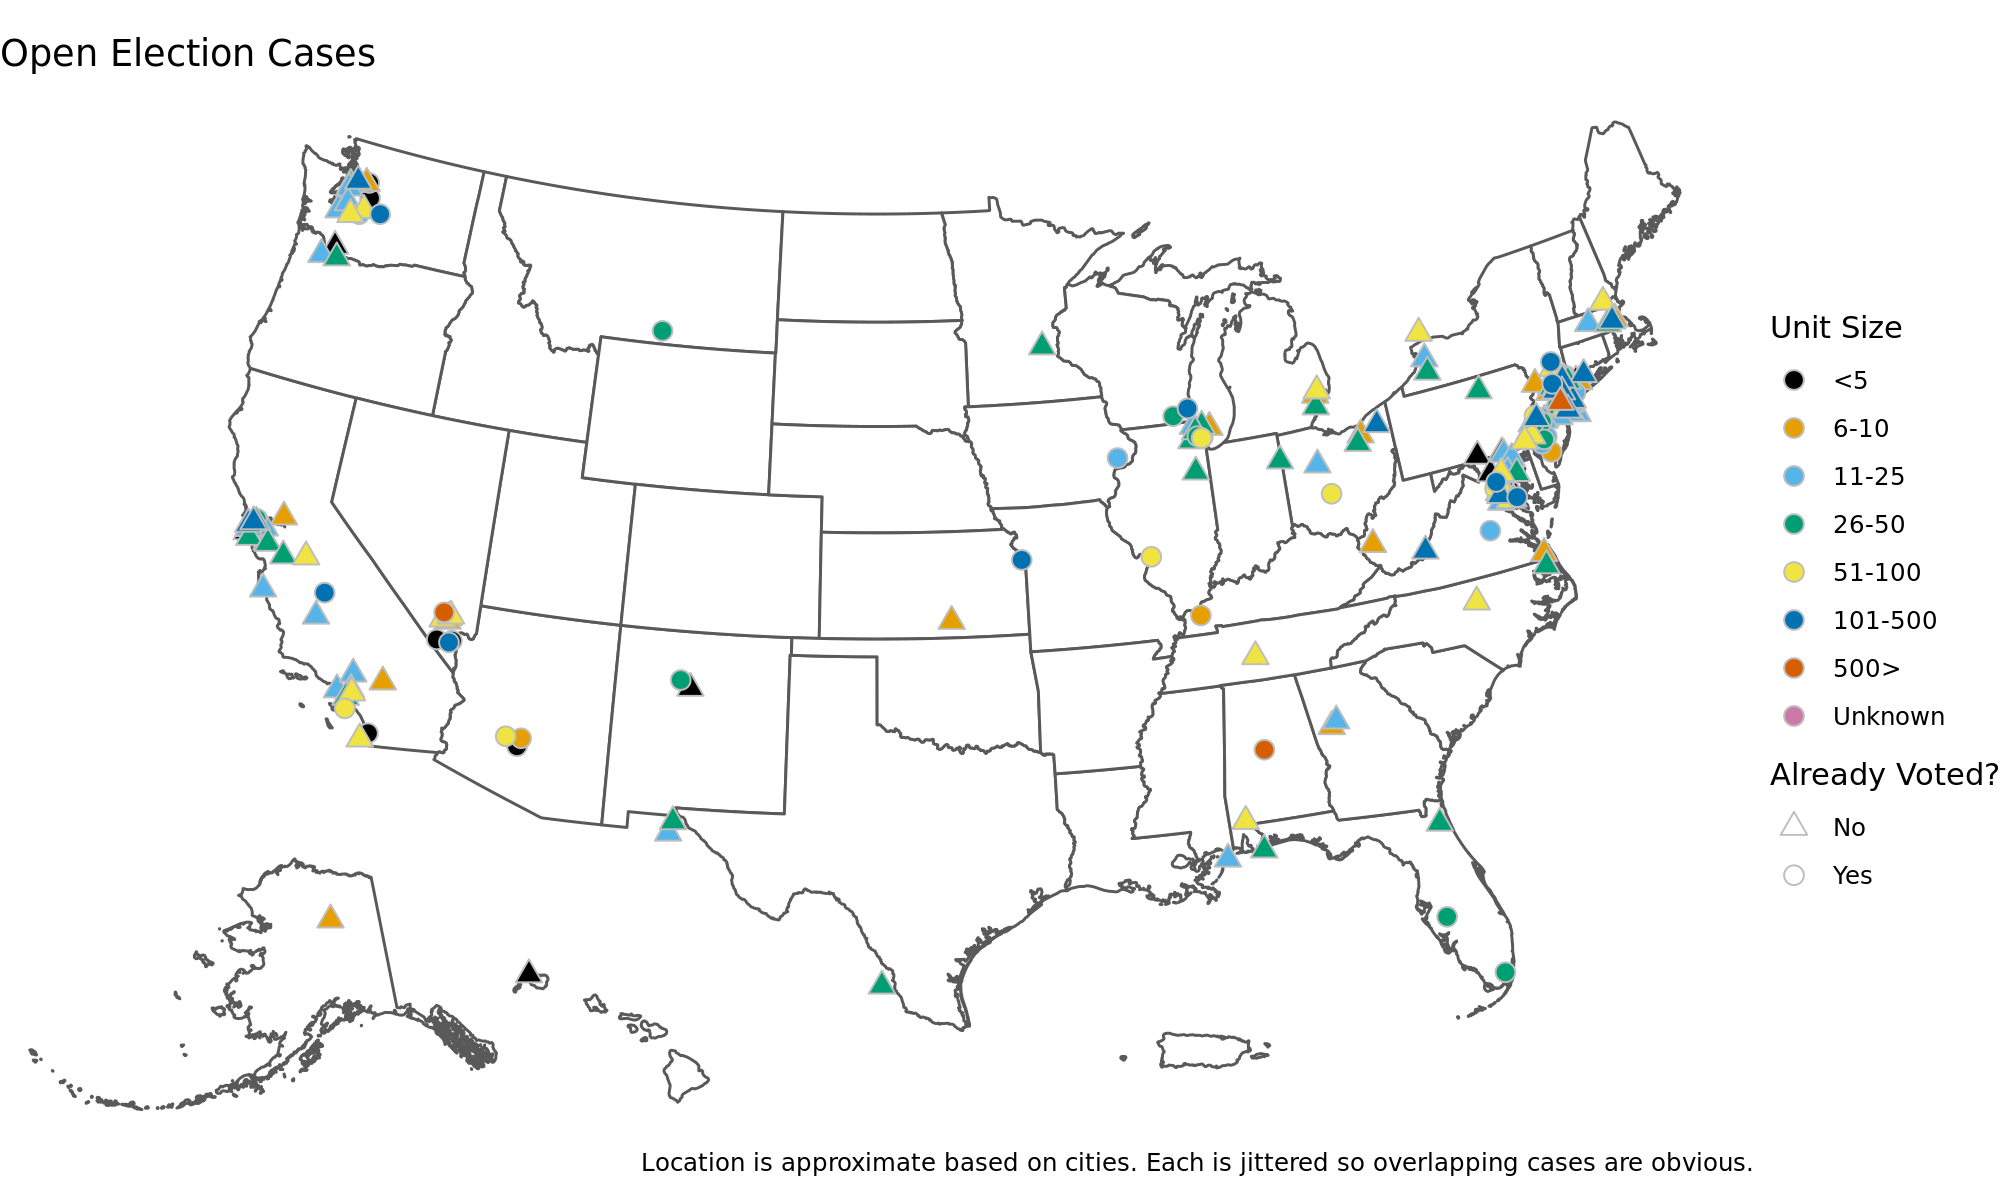 Open Election Cases
Unit Size
<5
6-10
11-25
26-50
51-100
101-500
500>
Unknown
Already Voted?
No
Yes
Location is approximate based on cities. Each is jittered so overlapping cases are obvious.